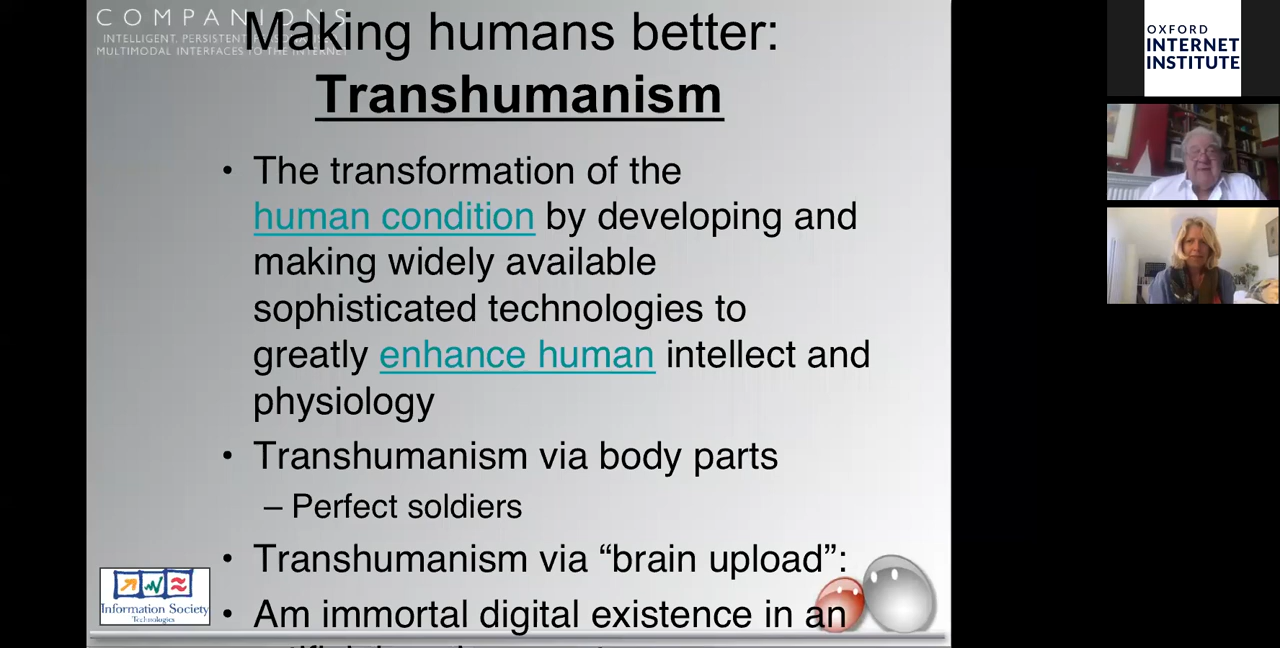 COMPANIONS
INTELLIGENT, PERSISTENT, PERSONALISED
MULTIMODAL INTERFACES TO THE INTERNET
Making humans better:
Transhumanism
• The transformation of the
human condition by developing and
making widely available
sophisticated technologies to
greatly enhance human intellect and
physiology
• Transhumanism via body parts
– Perfect soldiers
• Transhumanism via “brain upload”:
• Am immortal digital existence in an
Information Society
Technologies
OXFORD
INTERNET
INSTITUTE